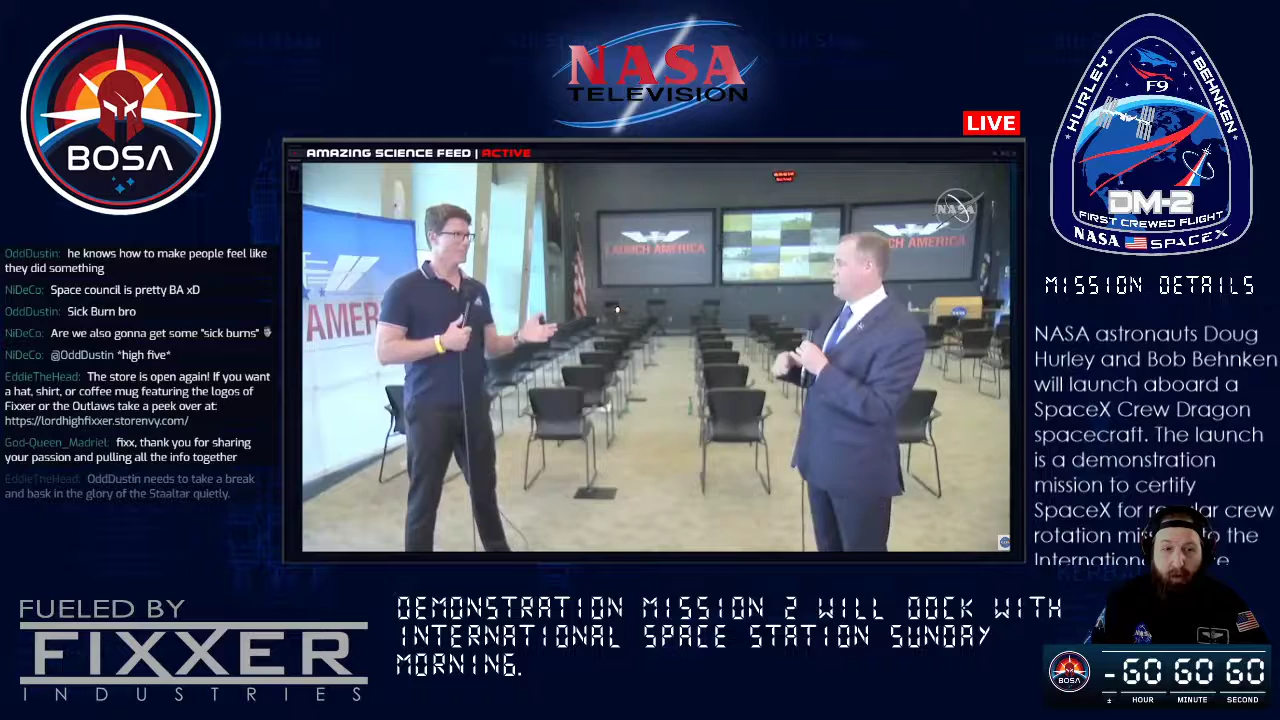 BOSA
NASA
TELEVISION
LIVE
AMAZING SCIENCE FEED | ACTIVE
NASA
LAUNCH AMERICA
CH AMERICA
AMER
HURLEY
BEHNKEN
F9
DM-2
FIRST CREWED FLIGHT
NASA SPACEX
OddDustin: he knows how to make people feel like
they did something
NiDeCo: Space council is pretty BA xD
OddDustin: Sick Burn bro
NiDeCo: Are we also gonna get some "sick burns"
NiDeCo: @OddDustin *high five*
EddieTheHead: The store is open again! If you want
a hat, shirt, or coffee mug featuring the logos of
Fixxer or the Outlaws take a peek over at:
https://lordhighfixxer.storenvy.com/
God-Queen_Madriel: fixx, thank you for sharing
your passion and pulling all the info together
EddieTheHead: OddDustin needs to take a break
and bask in the glory of the Staaltar quietly.
MISSION DETAILS
NASA astronauts Doug
Hurley and Bob Behnken
will launch aboard a
SpaceX Crew Dragon
spacecraft. The launch
is a demonstration
mission to certify
SpaceX for re lar crew
rotation mis to the
Internation
FUELED BY
FIXXER
INDUSTRIES
DEMONSTRATION MISSION 2 WILL DOCK WITH
INTERNATIONAL SPACE STATION SUNDAY
MORNING.
BOSA
- 60 60 60
± HOUR MINUTE SECOND